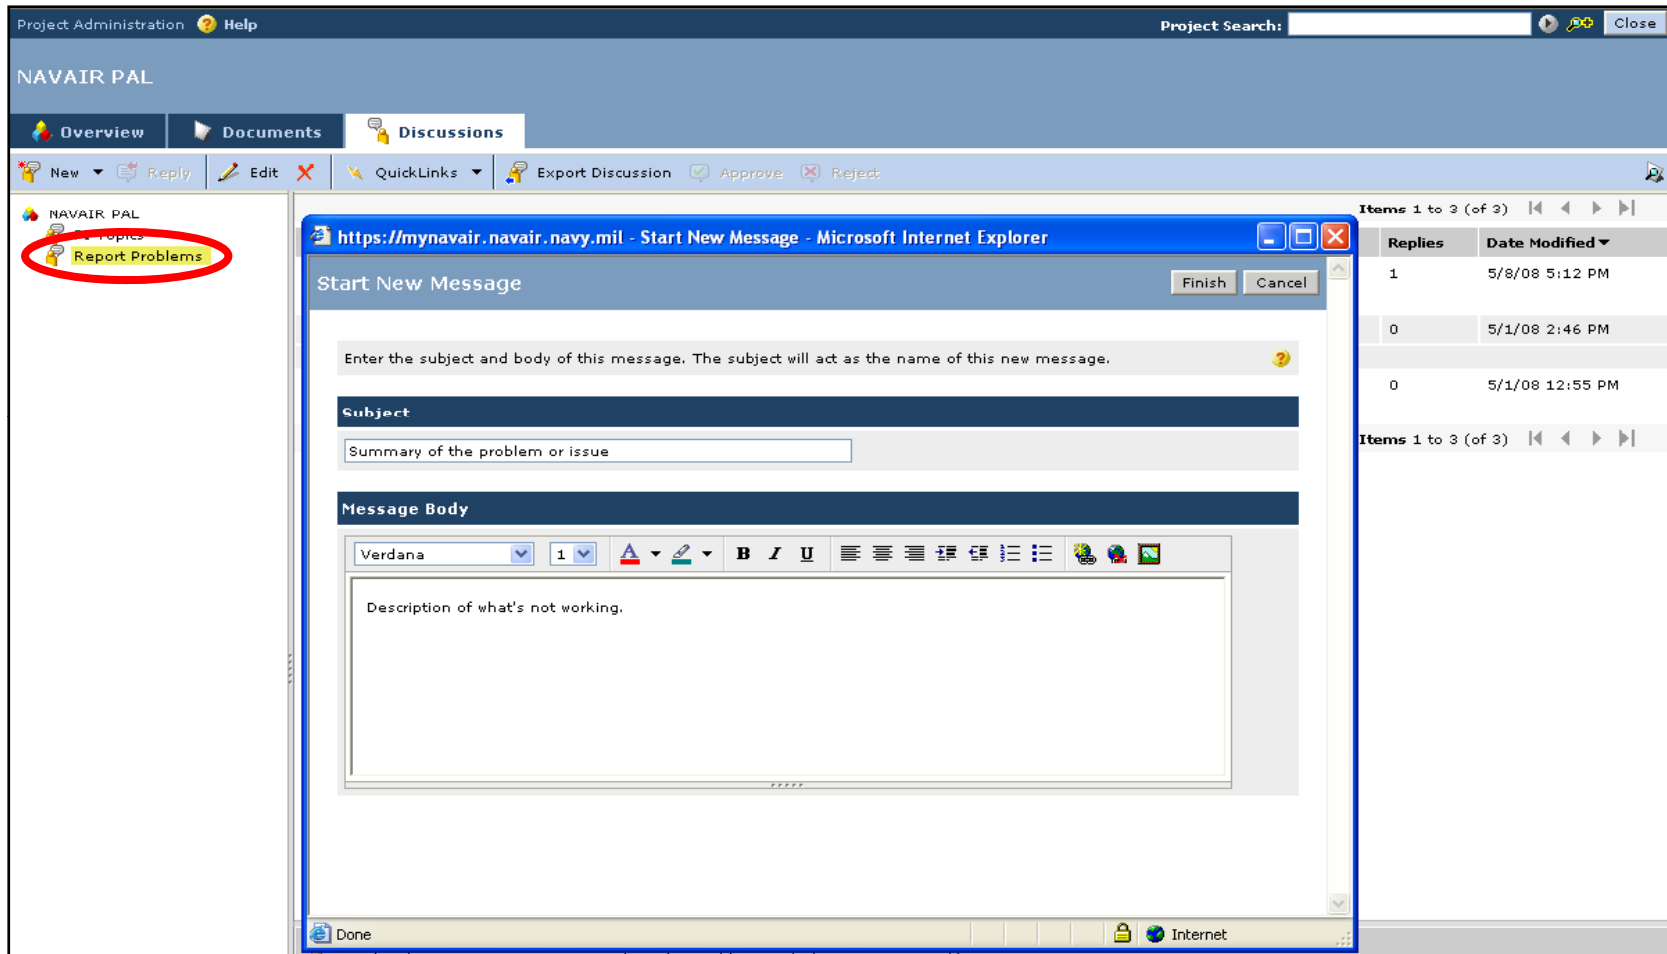 Project Administration Help Project Search: Close
NAVAIR PAL
Overview Documents Discussions
New Reply Edit QuickLinks Export Discussion Approve Reject
NAVAIR PAL
Topics
Report Problems
Items 1 to 3 (of 3)
Replies Date Modified
1 5/8/08 5:12 PM
0 5/1/08 2:46 PM
0 5/1/08 12:55 PM
Items 1 to 3 (of 3)
https://mynavair.navair.navy.mil - Start New Message - Microsoft Internet Explorer
Start New Message Finish Cancel
Enter the subject and body of this message. The subject will act as the name of this new message.
Subject
Summary of the problem or issue
Message Body
Verdana 1 A B I U
Description of what's not working.
Done Internet